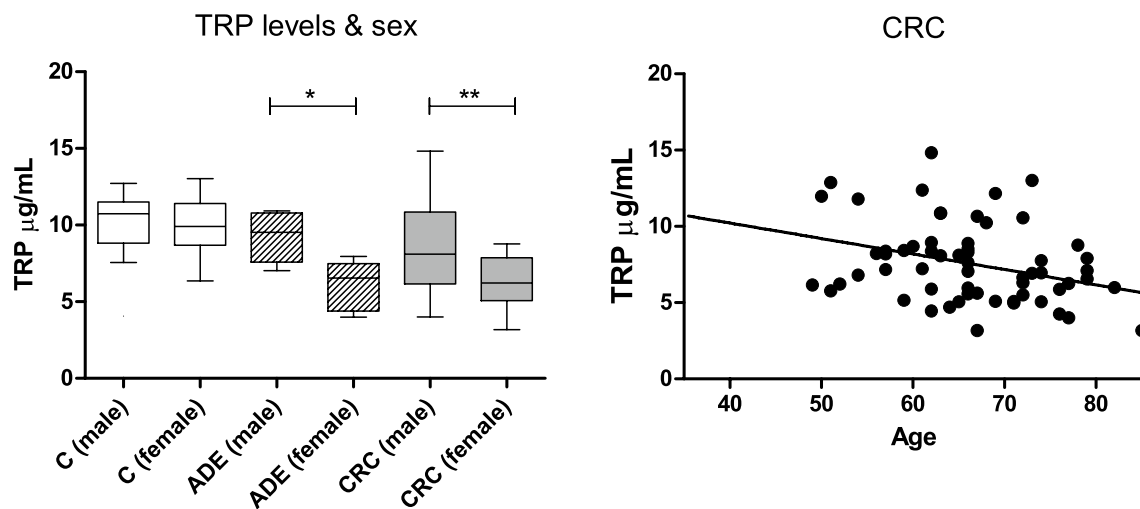 TRP levels & sex
20
15
10
5
0
TRP µg/mL
*
**
C (male)
C (female)
ADE (male)
ADE (female)
CRC (male)
CRC (female)
CRC
20
15
10
5
0
TRP µg/mL
40 50 60 70 80
Age